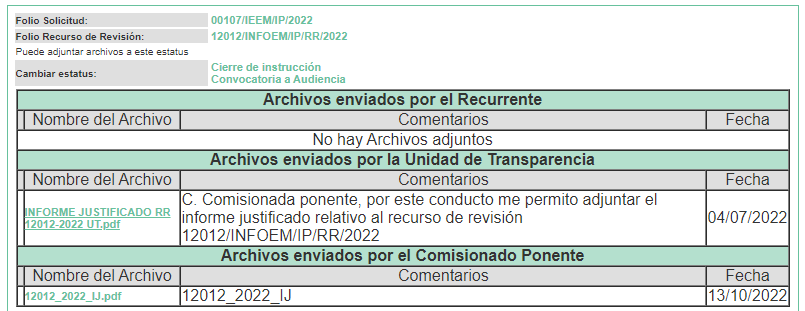 Folio Solicitud: 00107/IEEM/IP/2022
Folio Recurso de Revisión: 12012/INFOEM/IP/RR/2022
Puede adjuntar archivos a este estatus
Cambiar estatus: Cierre de instrucción
Convocatoria a Audiencia
Archivos enviados por el Recurrente
Nombre del Archivo Comentarios Fecha
No hay Archivos adjuntos
Archivos enviados por la Unidad de Transparencia
Nombre del Archivo Comentarios Fecha
INFORME JUSTIFICADO RR 12012-2022 UT.pdf
C. Comisionada ponente, por este conducto me permito adjuntar el
informe justificado relativo al recurso de revisión
12012/INFOEM/IP/RR/2022
04/07/2022
Archivos enviados por el Comisionado Ponente
Nombre del Archivo Comentarios Fecha
12012_2022_IJ.pdf 12012_2022_IJ 13/10/2022